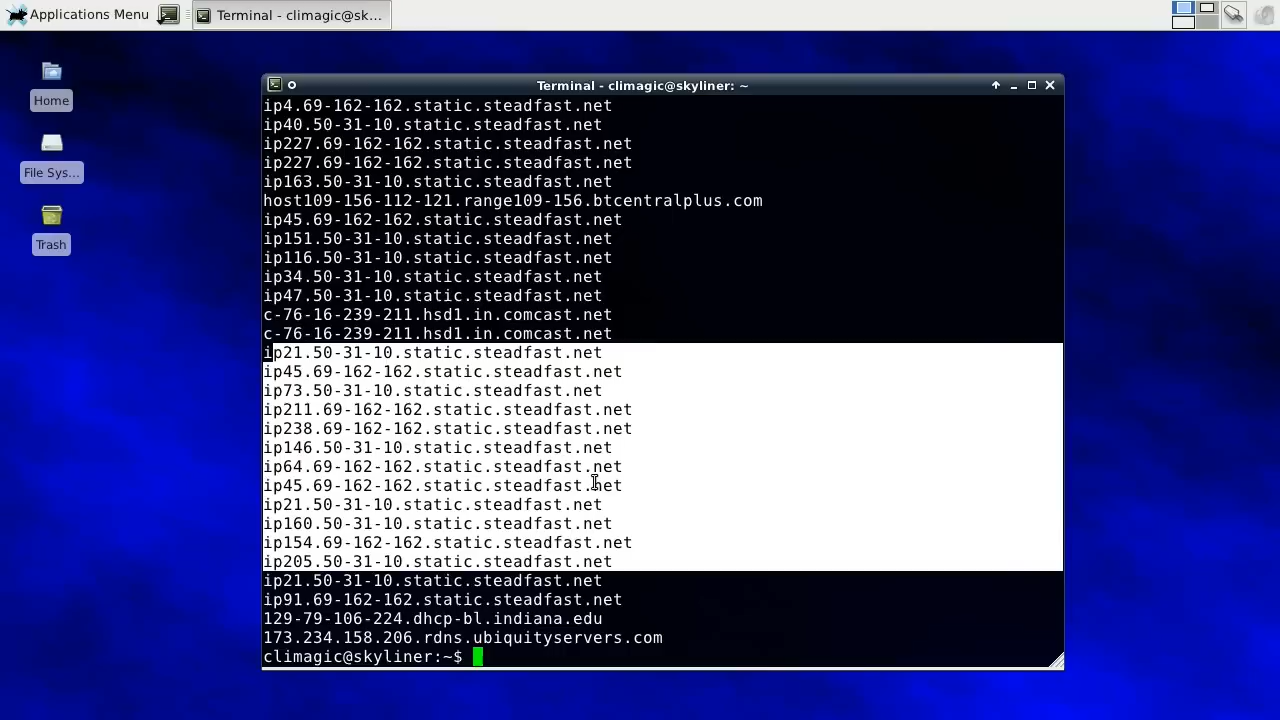 Applications Menu
Terminal - climagic@sk...
Home
File Sys...
Trash
Terminal - climagic@skyliner: ~
ip4.69-162-162.static.steadfast.net
ip40.50-31-10.static.steadfast.net
ip227.69-162-162.static.steadfast.net
ip227.69-162-162.static.steadfast.net
ip163.50-31-10.static.steadfast.net
host109-156-112-121.range109-156.btcentralplus.com
ip45.69-162-162.static.steadfast.net
ip151.50-31-10.static.steadfast.net
ip116.50-31-10.static.steadfast.net
ip34.50-31-10.static.steadfast.net
ip47.50-31-10.static.steadfast.net
c-76-16-239-211.hsd1.in.comcast.net
c-76-16-239-211.hsd1.in.comcast.net
ip21.50-31-10.static.steadfast.net
ip45.69-162-162.static.steadfast.net
ip73.50-31-10.static.steadfast.net
ip211.69-162-162.static.steadfast.net
ip238.69-162-162.static.steadfast.net
ip146.50-31-10.static.steadfast.net
ip64.69-162-162.static.steadfast.net
ip45.69-162-162.static.steadfast.net
ip21.50-31-10.static.steadfast.net
ip160.50-31-10.static.steadfast.net
ip154.69-162-162.static.steadfast.net
ip205.50-31-10.static.steadfast.net
ip21.50-31-10.static.steadfast.net
ip91.69-162-162.static.steadfast.net
129-79-106-224.dhcp-bl.indiana.edu
173.234.158.206.rdns.ubiquityservers.com
climagic@skyliner:~$